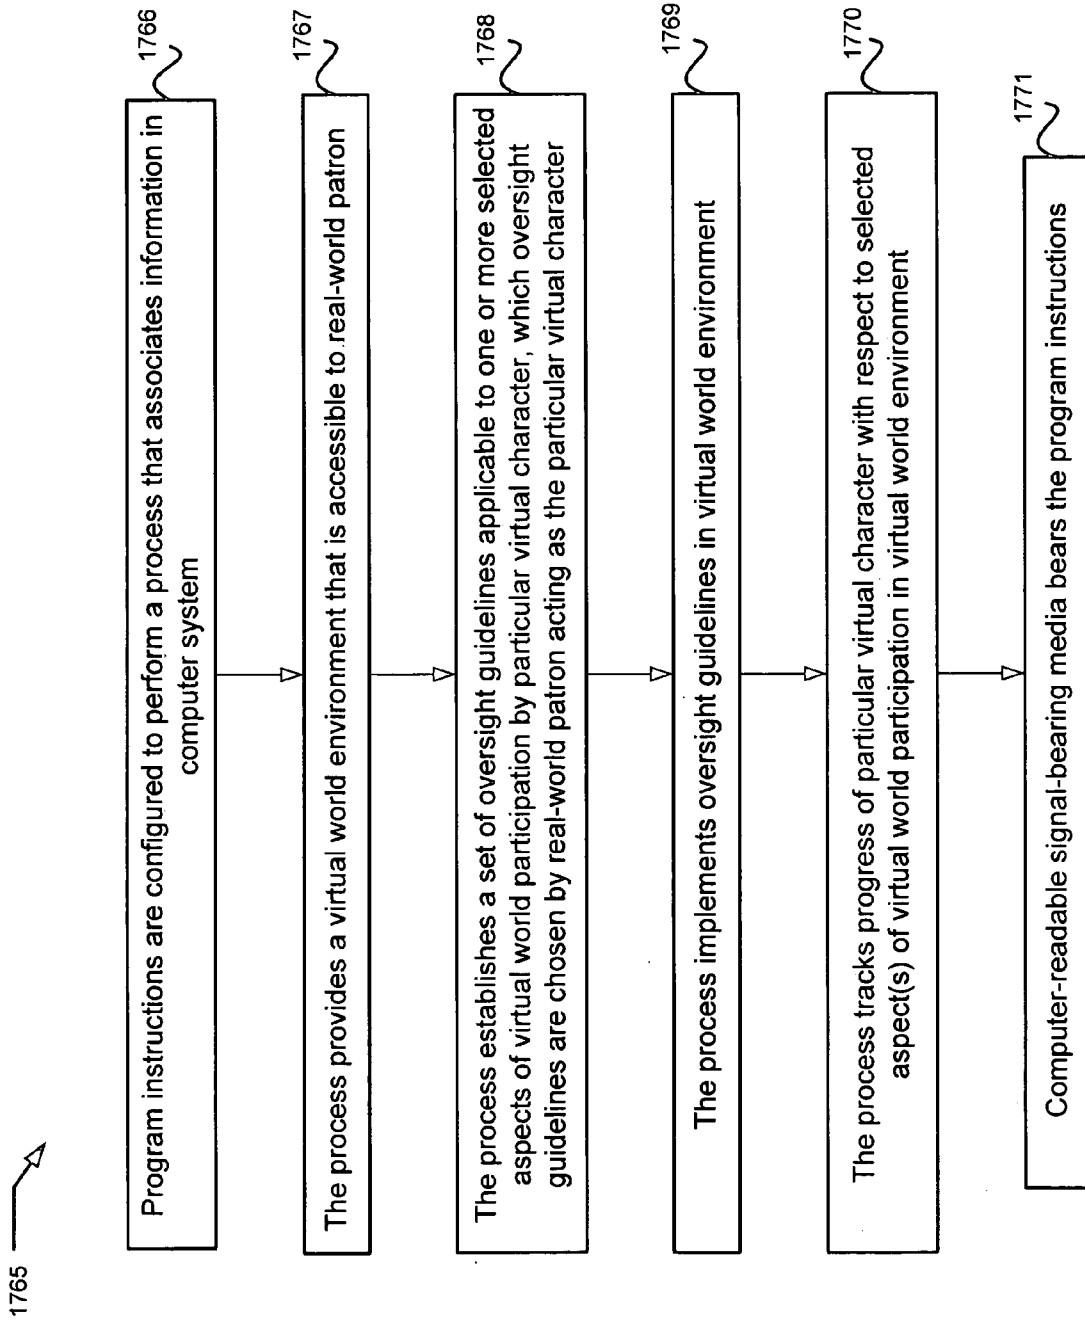 1765
1766
Program instructions are configured to perform a process that associates information in
computer system
1767
The process provides a virtual world environment that is accessible to real-world patron
1768
The process establishes a set of oversight guidelines applicable to one or more selected
aspects of virtual world participation by particular virtual character, which oversight
guidelines are chosen by real-world patron acting as the particular virtual character
1769
The process implements oversight guidelines in virtual world environment
1770
The process tracks progress of particular virtual character with respect to selected
aspect(s) of virtual world participation in virtual world environment
1771
Computer-readable signal-bearing media bears the program instructions